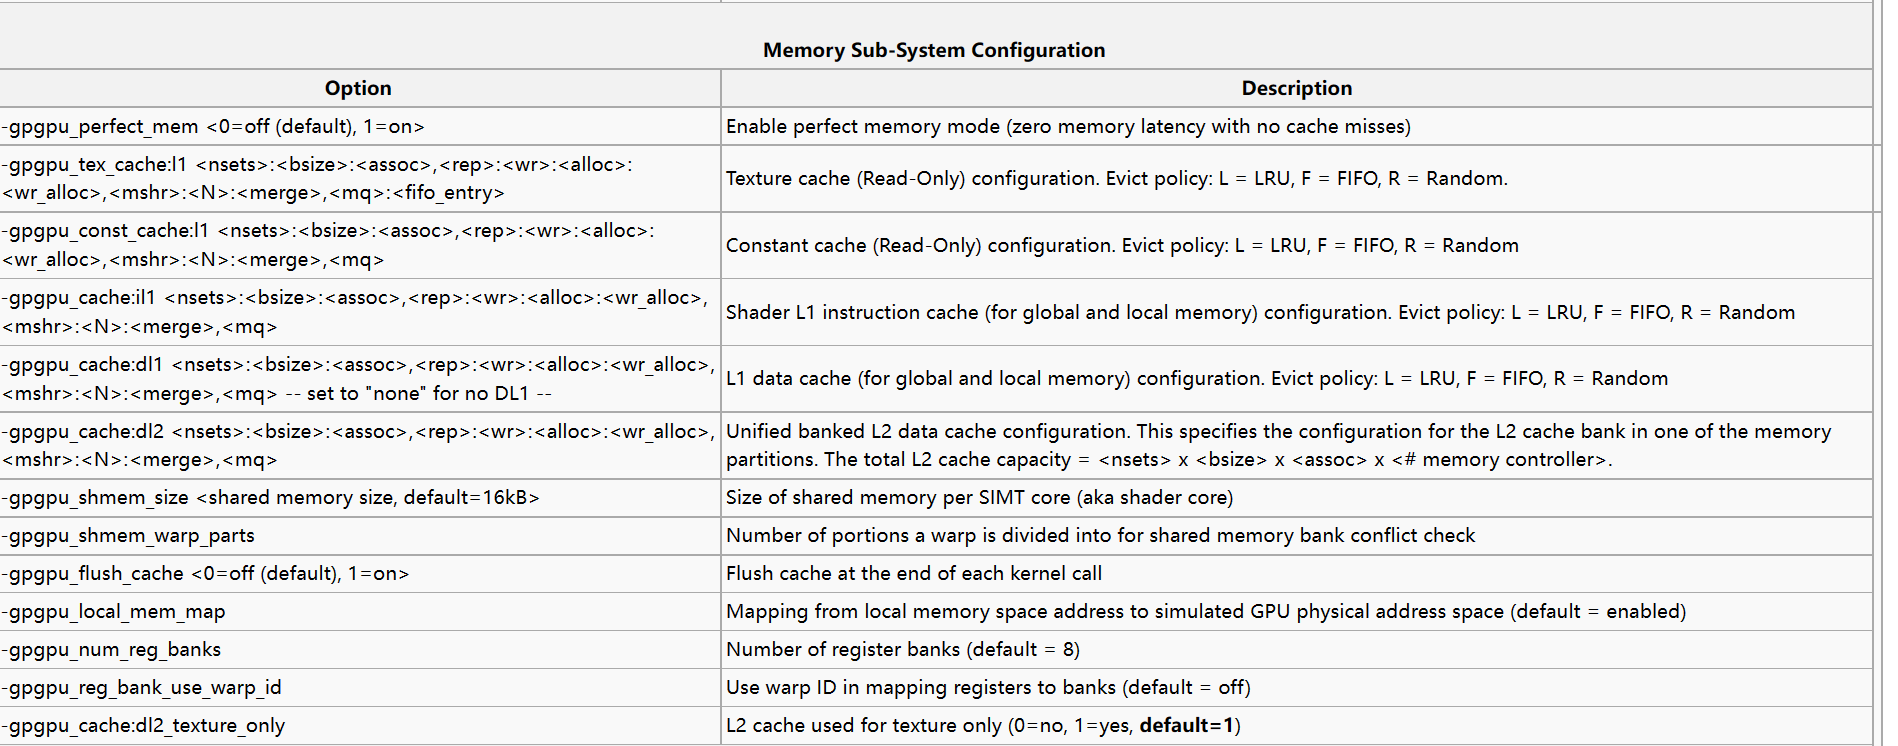 Memory Sub-System Configuration
Option
Description
-gpgpu_perfect_mem <0=off (default), 1=on>
Enable perfect memory mode (zero memory latency with no cache misses)
-gpgpu_tex_cache:l1 <nsets>:<bsize>:<assoc>,<rep>:<wr>:<alloc>:
<wr_alloc>,<mshr>:<N>:<merge>,<mq>:<fifo_entry>
Texture cache (Read-Only) configuration. Evict policy: L = LRU, F = FIFO, R = Random.
-gpgpu_const_cache:l1 <nsets>:<bsize>:<assoc>,<rep>:<wr>:<alloc>:
<wr_alloc>,<mshr>:<N>:<merge>,<mq>
Constant cache (Read-Only) configuration. Evict policy: L = LRU, F = FIFO, R = Random
-gpgpu_cache:il1 <nsets>:<bsize>:<assoc>,<rep>:<wr>:<alloc>:<wr_alloc>,
<mshr>:<N>:<merge>,<mq>
Shader L1 instruction cache (for global and local memory) configuration. Evict policy: L = LRU, F = FIFO, R = Random
-gpgpu_cache:dl1 <nsets>:<bsize>:<assoc>,<rep>:<wr>:<alloc>:<wr_alloc>,
<mshr>:<N>:<merge>,<mq> -- set to "none" for no DL1 --
L1 data cache (for global and local memory) configuration. Evict policy: L = LRU, F = FIFO, R = Random
-gpgpu_cache:dl2 <nsets>:<bsize>:<assoc>,<rep>:<wr>:<alloc>:<wr_alloc>,
<mshr>:<N>:<merge>,<mq>
Unified banked L2 data cache configuration. This specifies the configuration for the L2 cache bank in one of the memory
partitions. The total L2 cache capacity = <nsets> x <bsize> x <assoc> x <# memory controller>.
-gpgpu_shmem_size <shared memory size, default=16kB>
Size of shared memory per SIMT core (aka shader core)
-gpgpu_shmem_warp_parts
Number of portions a warp is divided into for shared memory bank conflict check
-gpgpu_flush_cache <0=off (default), 1=on>
Flush cache at the end of each kernel call
-gpgpu_local_mem_map
Mapping from local memory space address to simulated GPU physical address space (default = enabled)
-gpgpu_num_reg_banks
Number of register banks (default = 8)
-gpgpu_reg_bank_use_warp_id
Use warp ID in mapping registers to banks (default = off)
-gpgpu_cache:dl2_texture_only
L2 cache used for texture only (0=no, 1=yes, default=1)